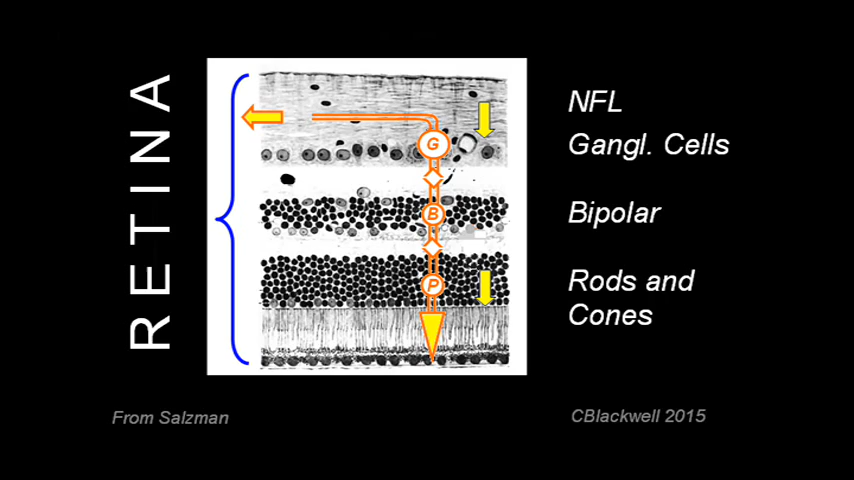 RETINA
NFL
Gangl. Cells
G
Bipolar
B
Rods and
Cones
P
From Salzman
CBlackwell 2015